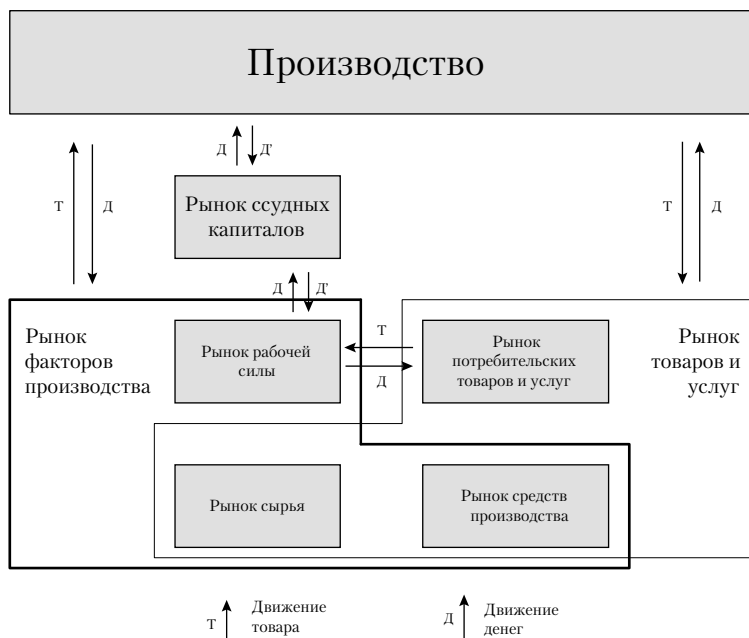 Производство
Д
Д'
Т
Д
Т
Д
Рынок ссудных
капиталов
Д
Д'
Рынок
факторов
производства
Рынок рабочей
силы
Т
Д
Рынок
потребительских
товаров и услуг
Рынок
товаров и
услуг
Рынок сырья
Рынок средств
производства
Т
Движение
товара
Д
Движение
денег